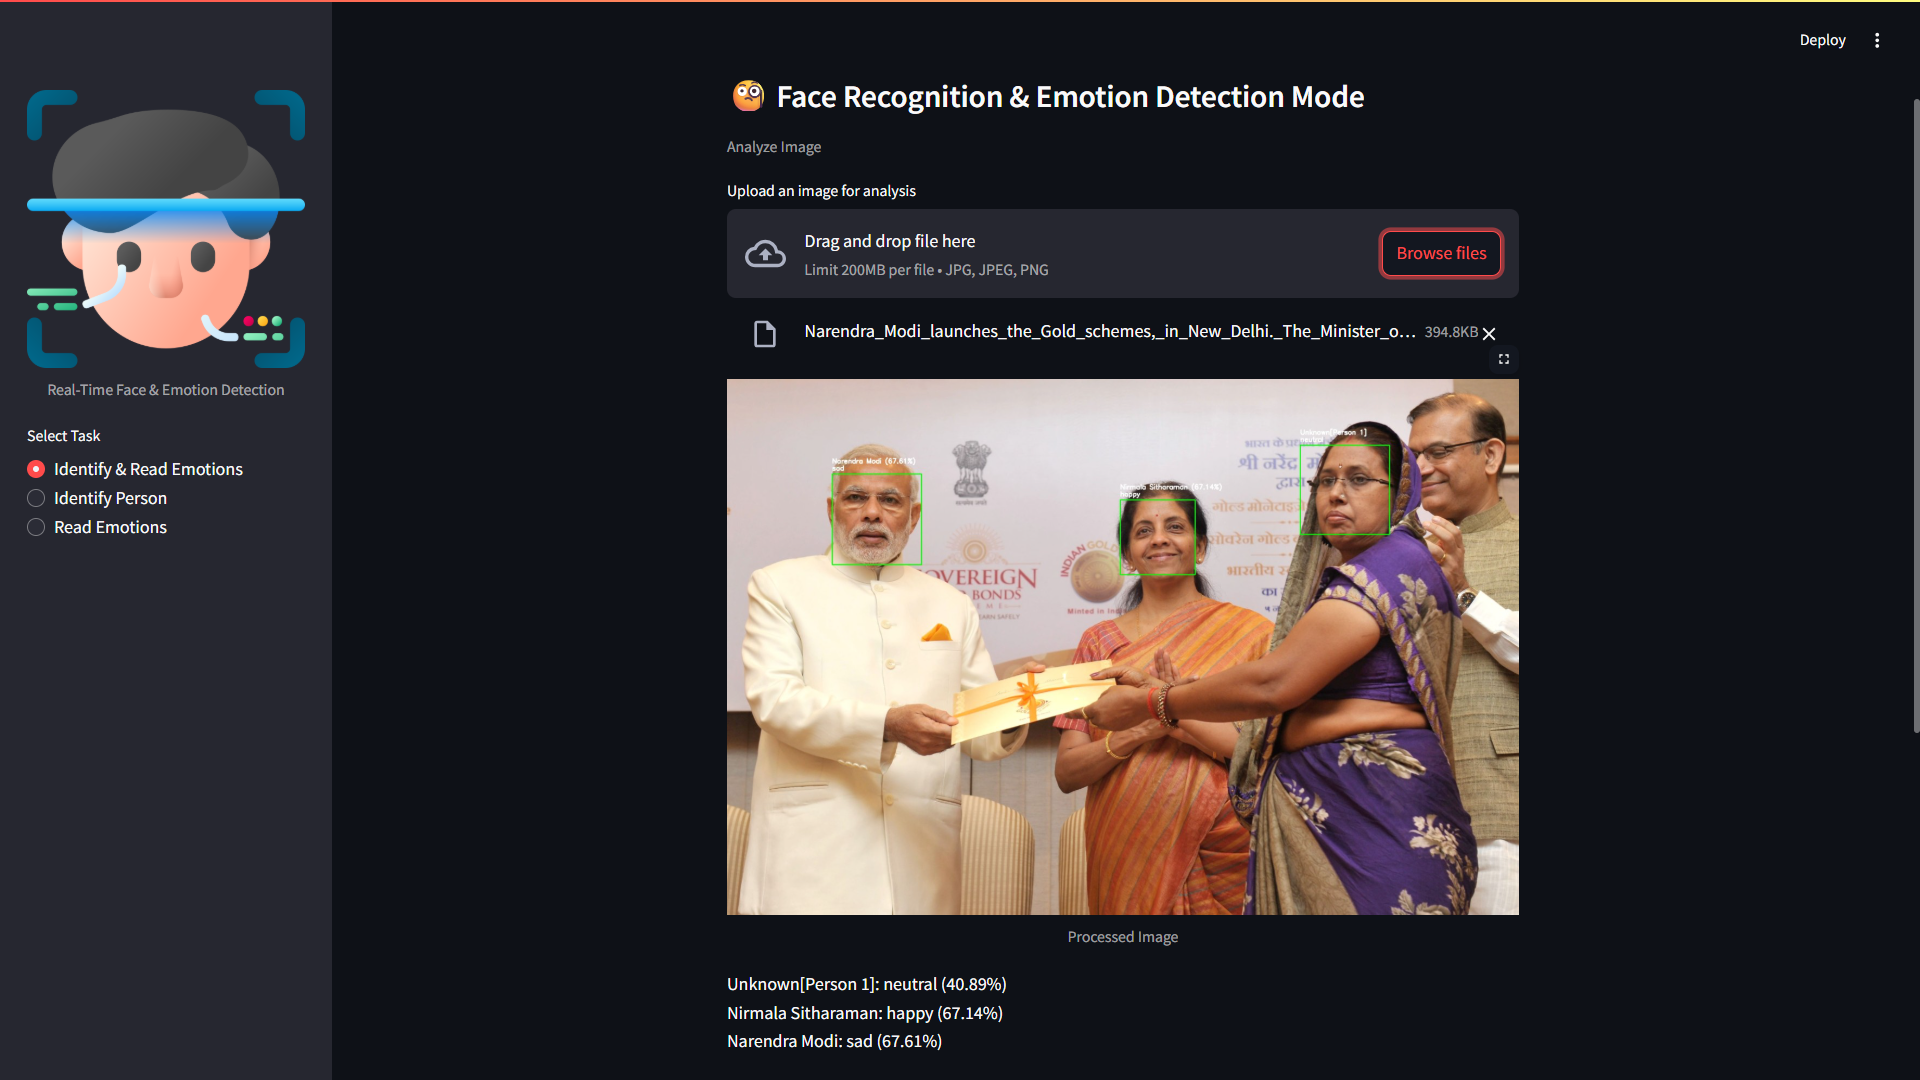 Deploy
Face Recognition & Emotion Detection Mode
Analyze Image
Upload an image for analysis
Drag and drop file here
Limit 200MB per file • JPG, JPEG, PNG
Browse files
Narendra_Modi_launches_the_Gold_schemes,_in_New_Delhi._The_Minister_o... 394.8KB
Real-Time Face & Emotion Detection
Select Task
Identify & Read Emotions
Identify Person
Read Emotions
Unknown[Person 1]
neutral
Narendra Modi (67.61%)
sad
Nirmala Sitharaman (67.14%)
happy
श्री नरेंद्र
द्वारा
गोल्ड
गोल्ड
भारतीय
का
OVEREIGN
BONDS
INDIAN GOLD
Minted in Ind
Processed Image
Unknown[Person 1]: neutral (40.89%)
Nirmala Sitharaman: happy (67.14%)
Narendra Modi: sad (67.61%)